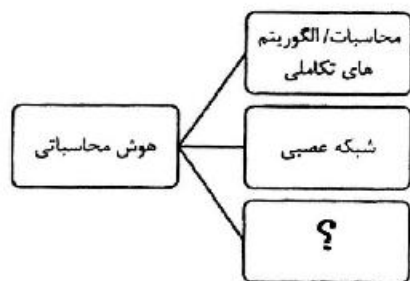 محاسبات/ الگوریتم
های تکاملی
هوش محاسباتی
شبکه عصبی
؟